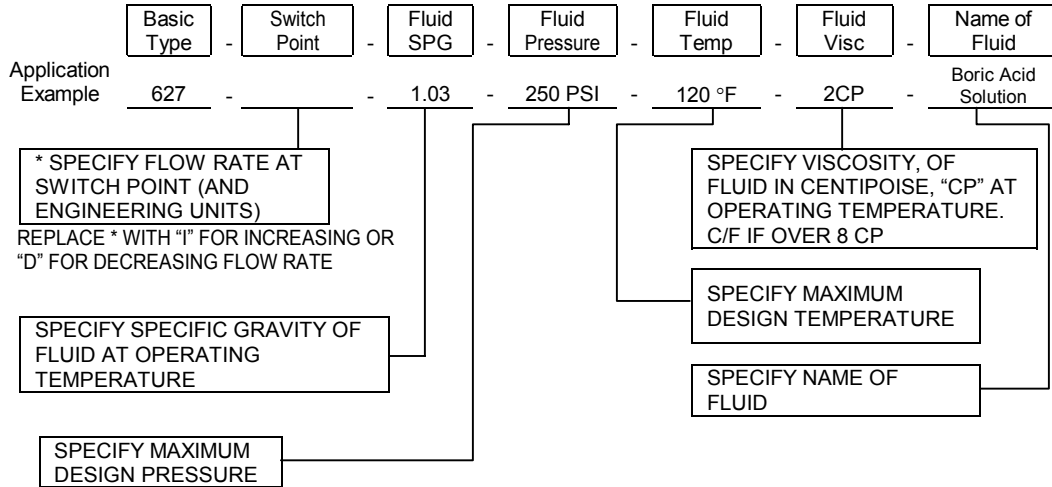 Basic Type - Switch Point - Fluid SPG - Fluid Pressure - Fluid Temp - Fluid Visc - Name of Fluid
Application Example 627 - - 1.03 - 250 PSI - 120 °F - 2CP - Boric Acid Solution
* SPECIFY FLOW RATE AT
SWITCH POINT (AND
ENGINEERING UNITS)
REPLACE * WITH “I” FOR INCREASING OR
“D” FOR DECREASING FLOW RATE
SPECIFY VISCOSITY, OF
FLUID IN CENTIPOISE, “CP” AT
OPERATING TEMPERATURE.
C/F IF OVER 8 CP
SPECIFY MAXIMUM
DESIGN TEMPERATURE
SPECIFY SPECIFIC GRAVITY OF
FLUID AT OPERATING
TEMPERATURE
SPECIFY NAME OF
FLUID
SPECIFY MAXIMUM
DESIGN PRESSURE